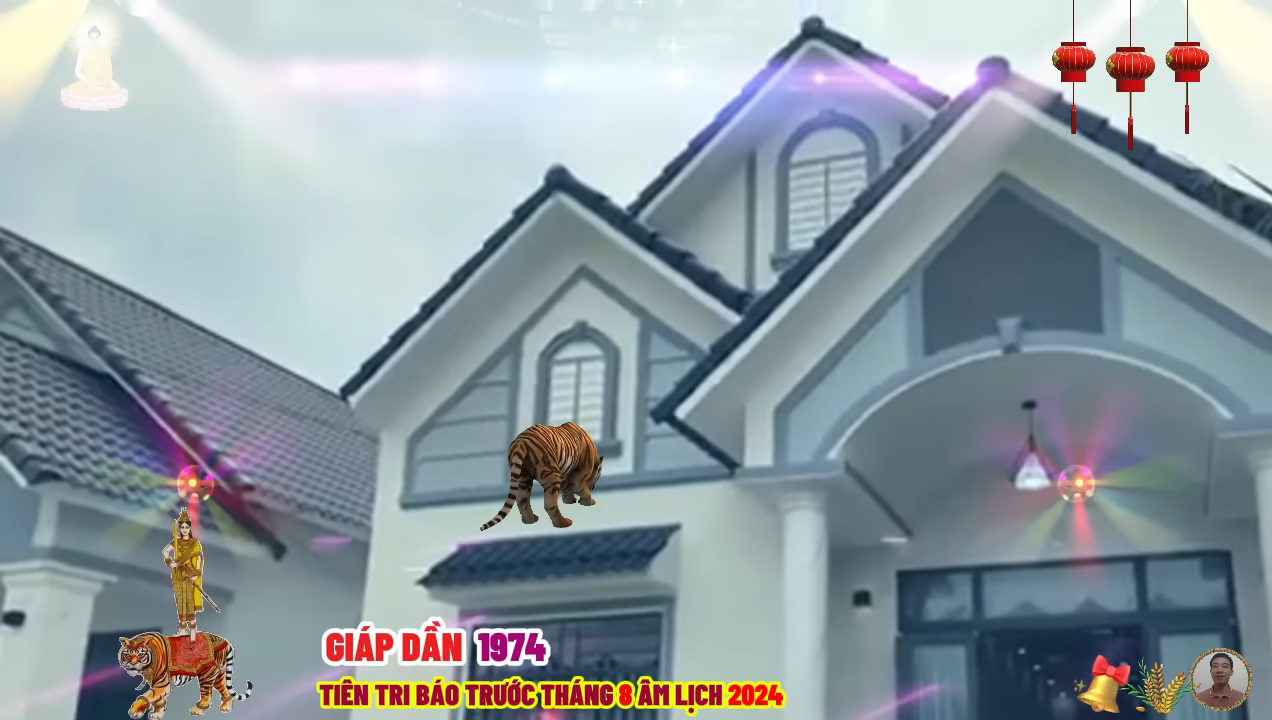 GIÁP DẦN 1974
TIÊN TRI BÁO TRƯỚC THÁNG 8 ÂM LỊCH 2024